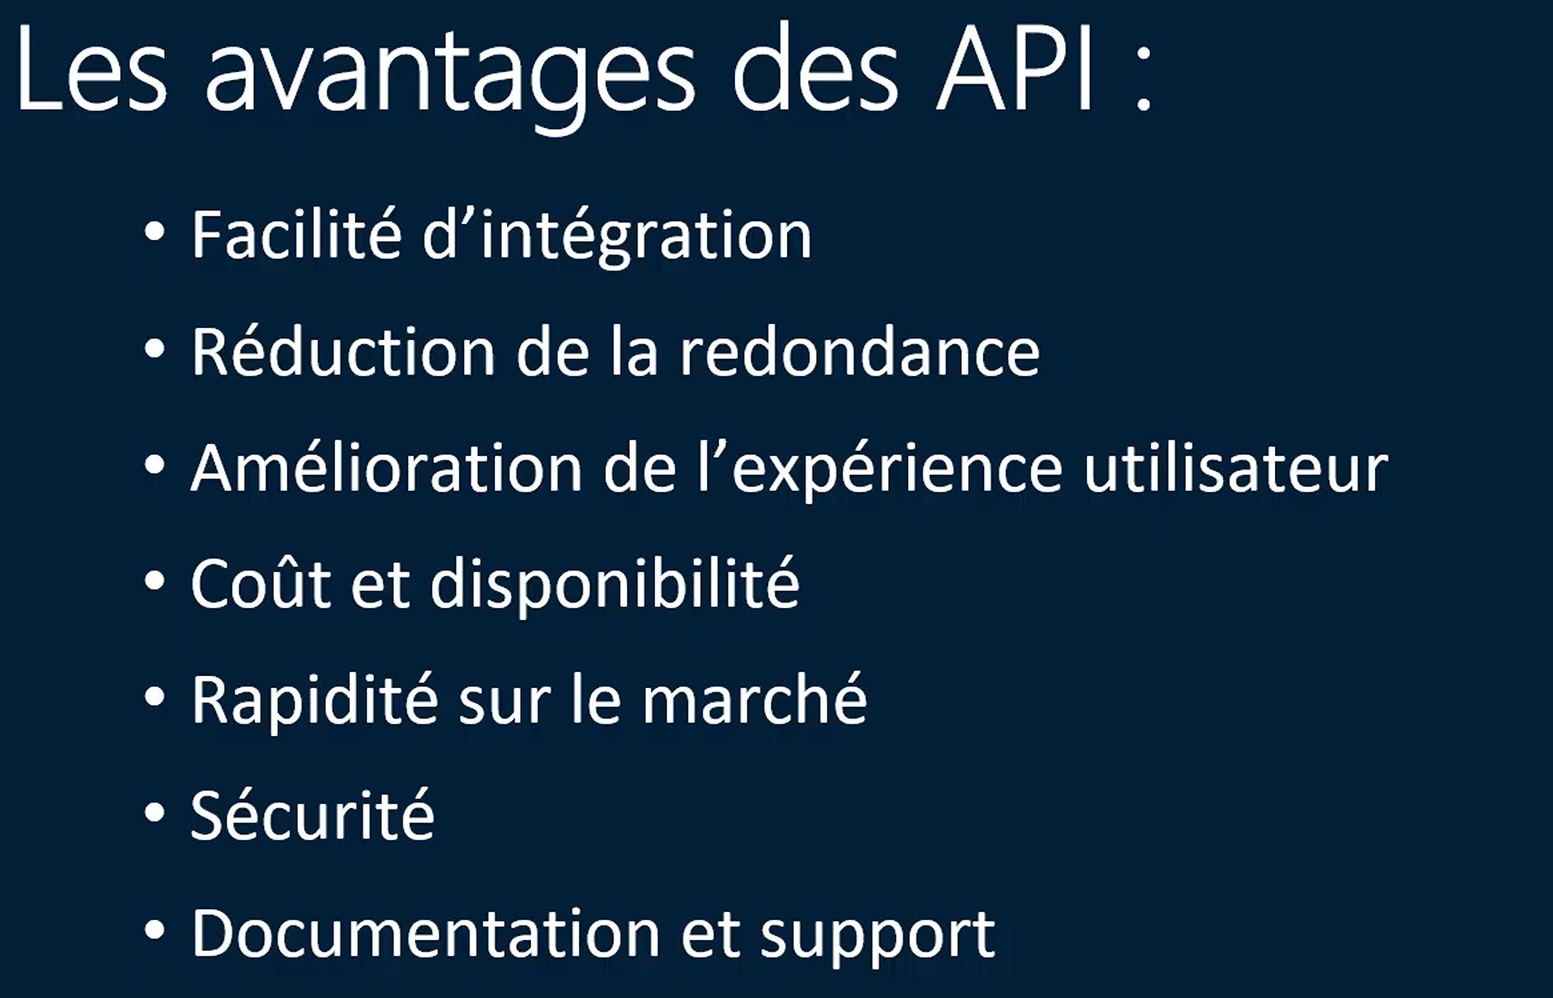 Les avantages des API :
• Facilité d’intégration
• Réduction de la redondance
• Amélioration de l’expérience utilisateur
• Coût et disponibilité
• Rapidité sur le marché
• Sécurité
• Documentation et support